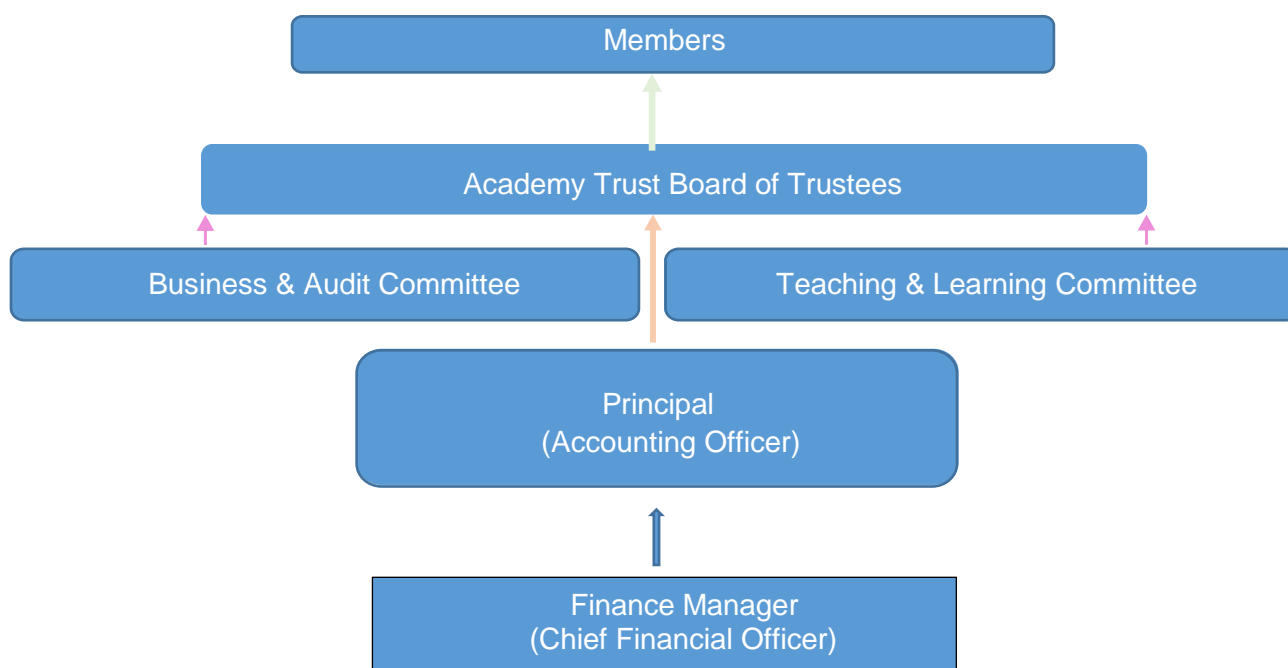 Members
Academy Trust Board of Trustees
Business & Audit Committee
Teaching & Learning Committee
Principal
(Accounting Officer)
Finance Manager
(Chief Financial Officer)